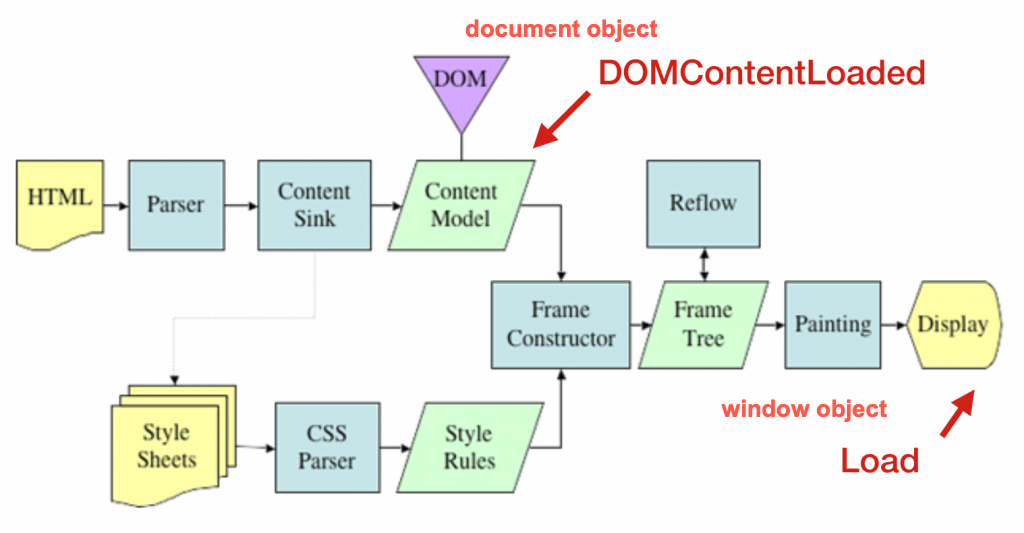 document object
DOMContentLoaded
DOM
HTML
Parser
Content
Sink
Content
Model
Reflow
Frame
Constructor
Frame
Tree
Painting
Display
window object
Load
Style
Sheets
CSS
Parser
Style
Rules